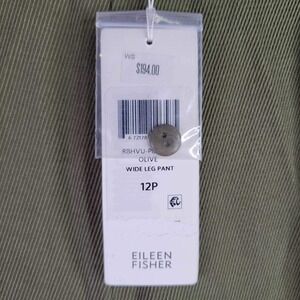 $194.00
OLIVE
WIDE LEG PANT
12P
EILEEN
FISHER